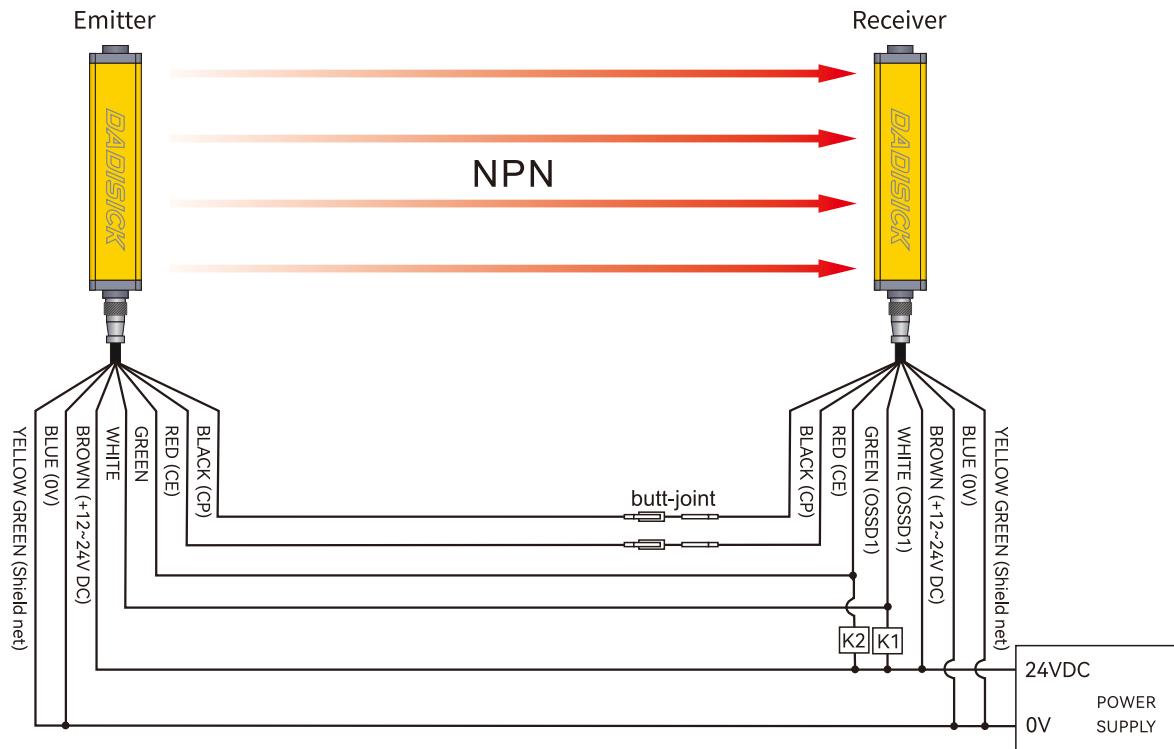 Emitter
Receiver
DADISICK
NPN
DADISICK
YELLOW GREEN (Shield net)
BLUE (0V)
BROWN (+12~24V DC)
WHITE
GREEN
RED (CE)
BLACK (CP)
butt-joint
BLACK (CP)
RED (CE)
GREEN (OSSD1)
WHITE (OSSD1)
BROWN (+12~24V DC)
BLUE (0V)
YELLOW GREEN (Shield net)
K2
K1
24VDC
POWER
SUPPLY
0V